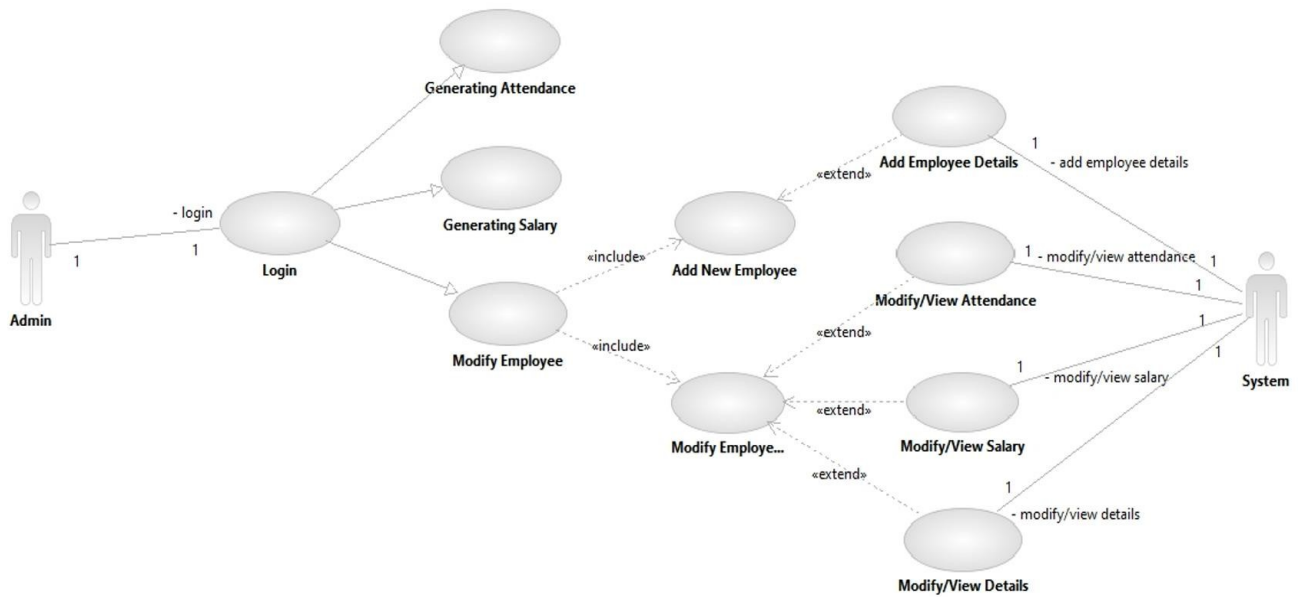 Generating Attendance
Generating Salary
- login
1
1
Login
Admin
Modify Employee
«include»
«include»
Add New Employee
Modify Employe...
«extend»
«extend»
«extend»
«extend»
Add Employee Details
1
- add employee details
1
Modify/View Attendance
1
- modify/view attendance
1
Modify/View Salary
1
- modify/view salary
1
Modify/View Details
1
- modify/view details
1
System